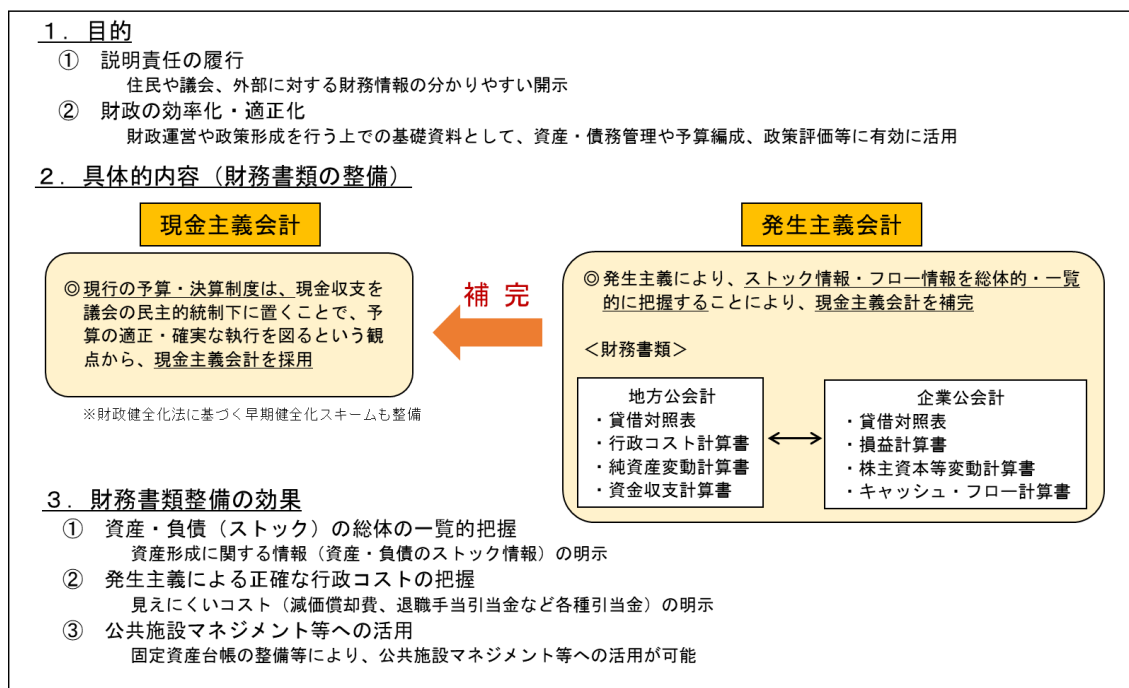 １．目的
① 説明責任の履行
住民や議会、外部に対する財務情報の分かりやすい開示
② 財政の効率化・適正化
財政運営や政策形成を行う上での基礎資料として、資産・債務管理や予算編成、政策評価等に有効に活用
２．具体的内容（財務書類の整備）
現金主義会計
◎現行の予算・決算制度は、現金収支を
議会の民主的統制下に置くことで、予
算の適正・確実な執行を図るという観
点から、現金主義会計を採用
※財政健全化法に基づく早期健全化スキームも整備
補 完
発生主義会計
◎発生主義により、ストック情報・フロー情報を総体的・一覧
的に把握することにより、現金主義会計を補完
＜財務書類＞
地方公会計
・貸借対照表
・行政コスト計算書
・純資産変動計算書
・資金収支計算書
企業公会計
・貸借対照表
・損益計算書
・株主資本等変動計算書
・キャッシュ・フロー計算書
３．財務書類整備の効果
① 資産・負債（ストック）の総体の一覧的把握
資産形成に関する情報（資産・負債のストック情報）の明示
② 発生主義による正確な行政コストの把握
見えにくいコスト（減価償却費、退職手当引当金など各種引当金）の明示
③ 公共施設マネジメント等への活用
固定資産台帳の整備等により、公共施設マネジメント等への活用が可能